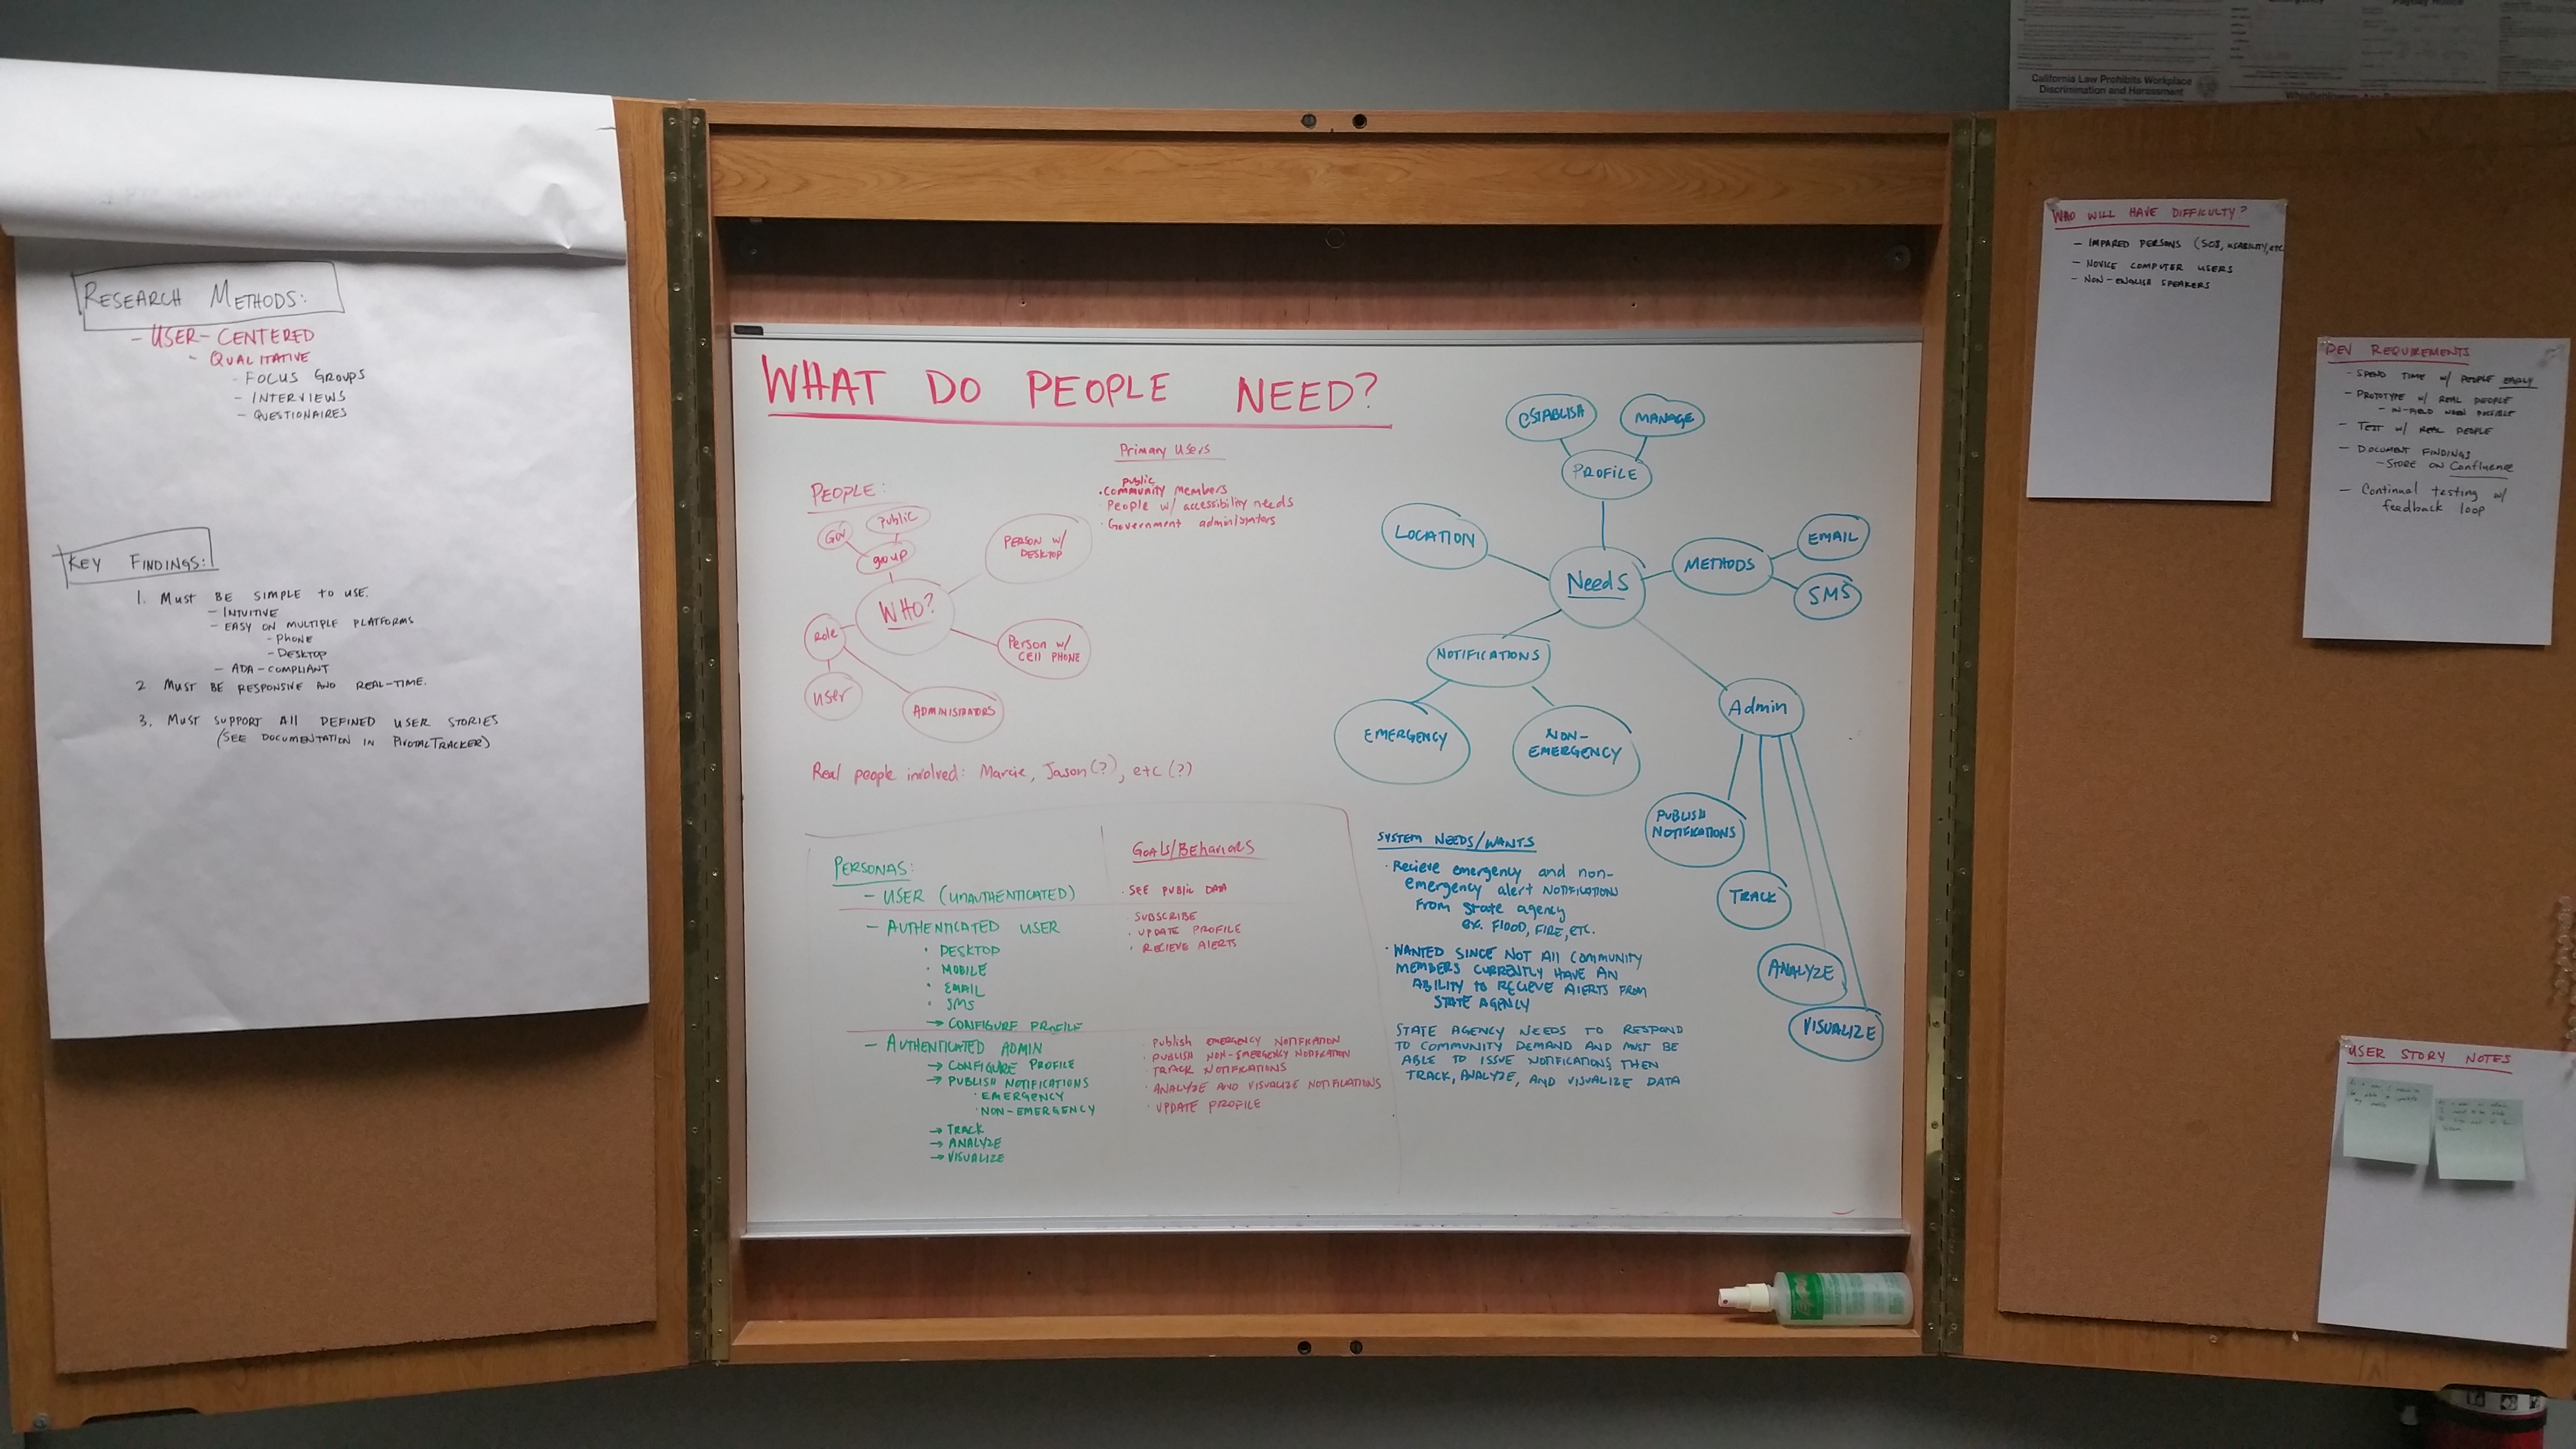 RESEARCH METHODS:
- USER-CENTERED
- QUALITATIVE
- FOCUS GROUPS
- INTERVIEWS
- QUESTIONAIRES
KEY FINDINGS:
1. MUST BE SIMPLE TO USE.
- INTUITIVE
- EASY ON MULTIPLE PLATFORMS
- PHONE
- DESKTOP
- ADA-COMPLIANT
2. MUST BE RESPONSIVE AND REAL-TIME.
3. MUST SUPPORT All DEFINED USER STORIES
(SEE DOCUMENTATION IN PIVOTALTRACKER)
WHAT DO PEOPLE NEED?
Primary Users
public
• Community members
• People w/ accessibility needs
• Government administators
PEOPLE:
Gov
Public
group
WHO?
PERSON W/
DESKTOP
Person w/
CEll PHONE
Role
User
ADMINISTRATORS
Real people involved: Marcie, Jason(?), etc(?)
eSTABLISH
MANAGE
PROFILE
LOCATION
Needs
METHODS
EMAIL
SMS
NOTIFICATIONS
EMERGENCY
NON-
EMERGENCY
Admin
PUBLISH
NOTIFICATIONS
TRACK
ANALYZE
VISUALIZE
PERSONAS:
- USER (UNAUTHENTICATED)
- AUTHENTICATED USER
• DESKTOP
• MOBILE
• EMAIL
• SMS
→ CONFIGURE PROFILE
- AUTHENTICATED ADMIN
→ CONFIGURE PROFILE
→ PUBLISH NOTIFICATIONS
• EMERGENCY
• NON-EMERGENCY
→ TRACK
→ ANALYZE
→ VISUALIZE
GOALS/BEHAVIORS
• SEE PUBLIC DATA
• SUBSCRIBE
• UPDATE PROFILE
• RECIEVE ALERTS
• Publish EMERGENCY NOTIFICATION
• PUBLISH NON-EMERGENCY NOTIFICATION
• TRACK NOTIFICATIONS
• ANALYZE AND VISUALIZE NOTIFICATIONS
• UPDATE PROFILE
SYSTEM NEEDS/WANTS
• Recieve emergency and non-
emergency alert NOTIFICATIONS
From State agency
ex. FlOOD, FIRE, ETC.
• WANTED SINCE NOT All COMMUNITY
MEMBERS CURRENTLY HAVE AN
ABILITY to RECIEVE AlERTS FROM
STATE AGENCY
STATE AGENCY NEEDS TO RESPOND
TO COMMUNITY DEMAND AND MUST BE
ABLE TO ISSUE NOTIFICATIONS, THEN
TRACK, ANALYZE, AND VISUALIZE DATA
California Law Prohibits Workplace
Discrimination and Harassment
WHO WILL HAVE DIFFICULTY?
- IMPARED PERSONS (508, USABILITY, ETC
- NOVICE COMPUTER USERS
- NON-ENGLISH SPEAKERS
DEV REQUIREMENTS
- SPEND TIME W/ PEOPLE EARLY
- PROTOTYPE W/ REAL PEOPLE
- IN-FIELD WHEN POSSIBLE
- TEST W/ REAL PEOPLE
- DOCUMENT FINDINGS
- STORE ON Confluence
- Continual testing w/
feedback loop
USER STORY NOTES